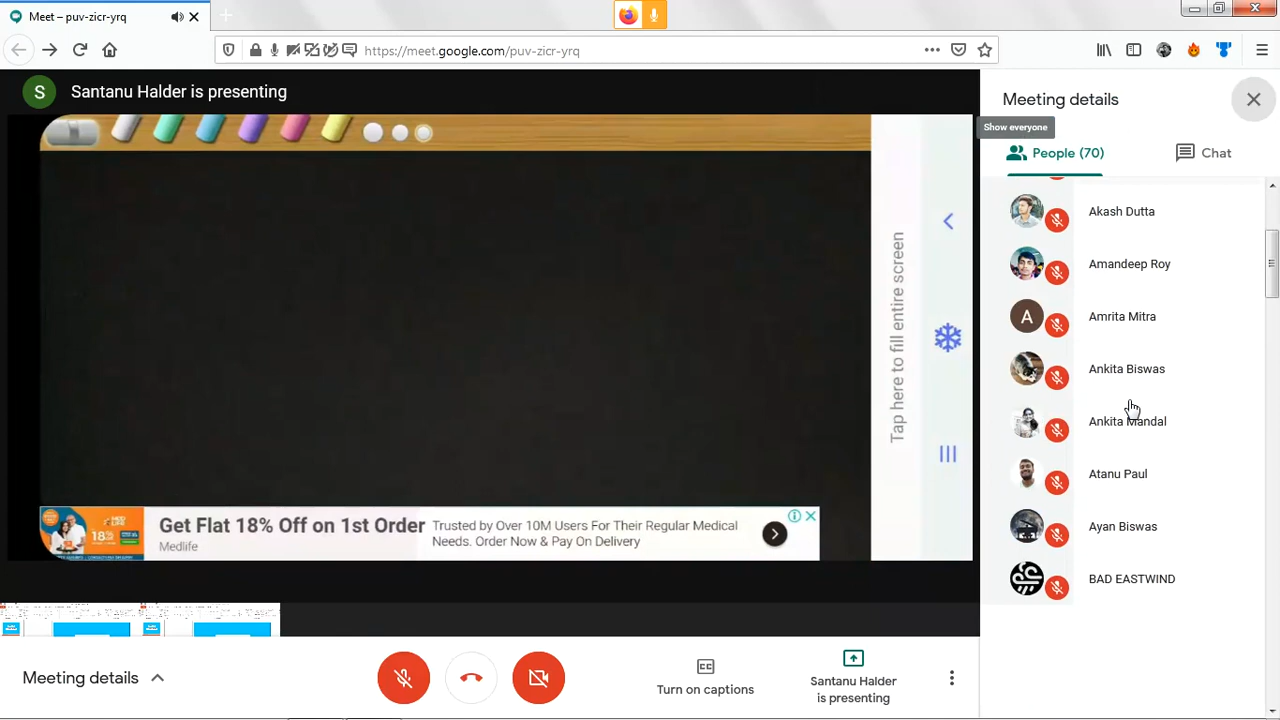 Meet – puv-zicr-yrq
https://meet.google.com/puv-zicr-yrq
S
Santanu Halder is presenting
Meeting details
Show everyone
People (70)
Chat
Akash Dutta
Amandeep Roy
A
Amrita Mitra
Ankita Biswas
Ankita Mandal
Atanu Paul
Ayan Biswas
BAD EASTWIND
Tap here to fill entire screen
18%
Get Flat 18% Off on 1st Order
Medlife
Trusted by Over 10M Users For Their Regular Medical
Needs. Order Now & Pay On Delivery
Meeting details
CC
Turn on captions
Santanu Halder
is presenting